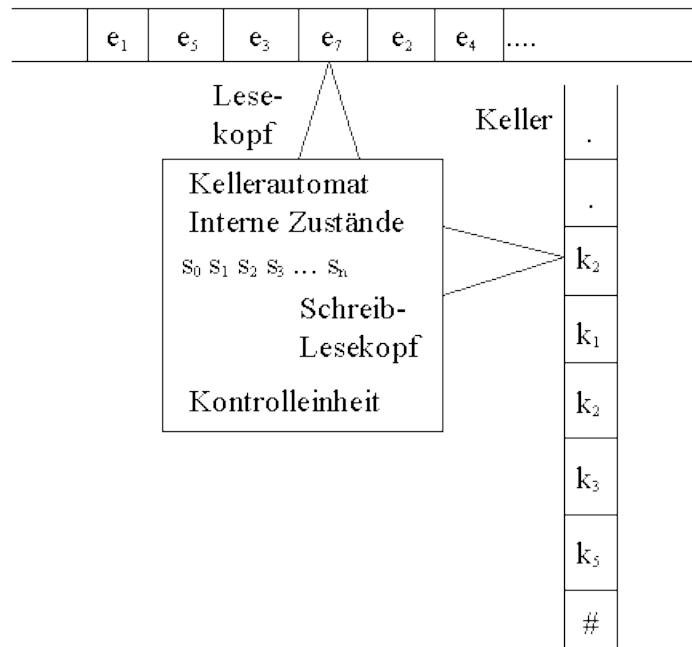 e₁ e₅ e₃ e₇ e₂ e₄ ....
Lese-
kopf
Keller
.
.
k₂
k₁
k₂
k₃
k₅
#
Kellerautomat
Interne Zustände
s₀ s₁ s₂ s₃ ... sₙ
Schreib-
Lesekopf
Kontrolleinheit